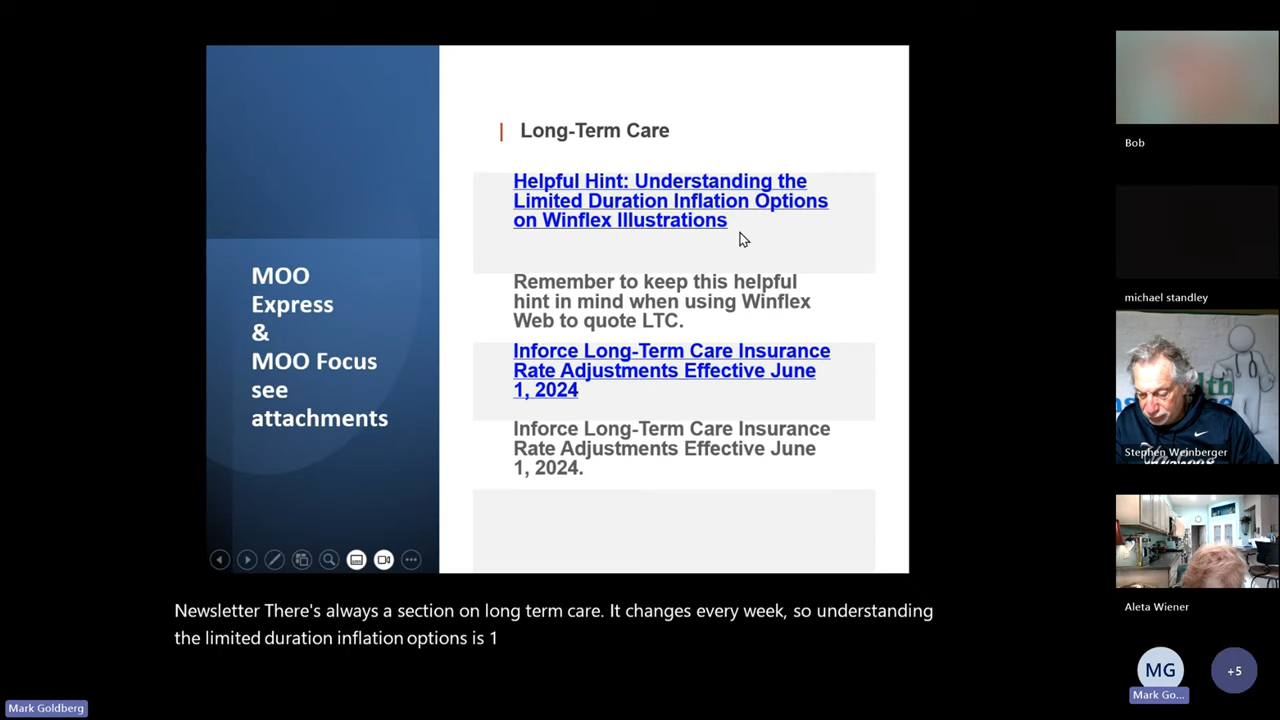 MOO
Express
&
MOO Focus
see
attachments
Long-Term Care
Helpful Hint: Understanding the
Limited Duration Inflation Options
on Winflex Illustrations
Remember to keep this helpful
hint in mind when using Winflex
Web to quote LTC.
Inforce Long-Term Care Insurance
Rate Adjustments Effective June
1, 2024
Inforce Long-Term Care Insurance
Rate Adjustments Effective June
1, 2024.
Newsletter There's always a section on long term care. It changes every week, so understanding
the limited duration inflation options is 1
Mark Goldberg
Bob
michael standley
Stephen Weinberger
Aleta Wiener
MG
Mark Go...
+5